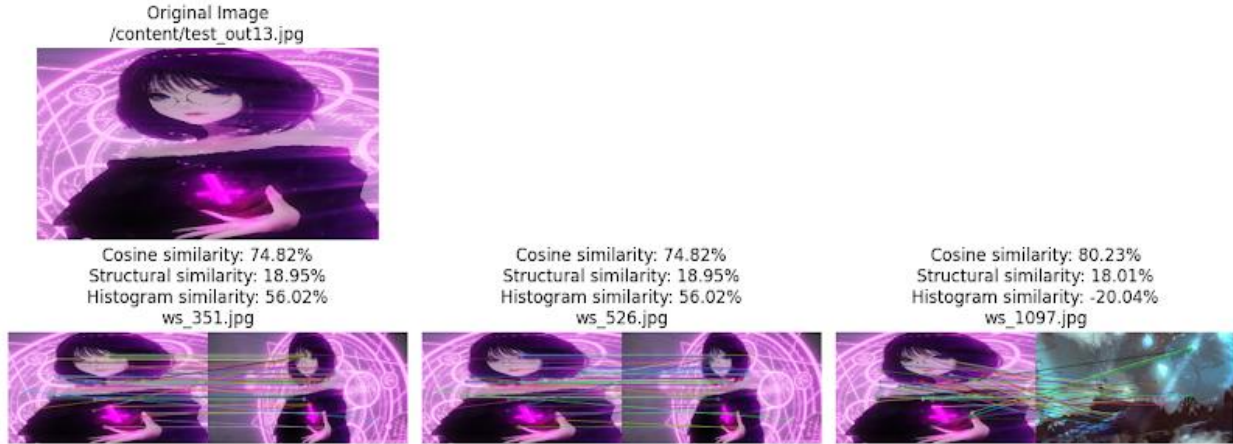 Original Image
/content/test_out13.jpg
Cosine similarity: 74.82%
Structural similarity: 18.95%
Histogram similarity: 56.02%
ws_351.jpg
Cosine similarity: 74.82%
Structural similarity: 18.95%
Histogram similarity: 56.02%
ws_526.jpg
Cosine similarity: 80.23%
Structural similarity: 18.01%
Histogram similarity: -20.04%
ws_1097.jpg